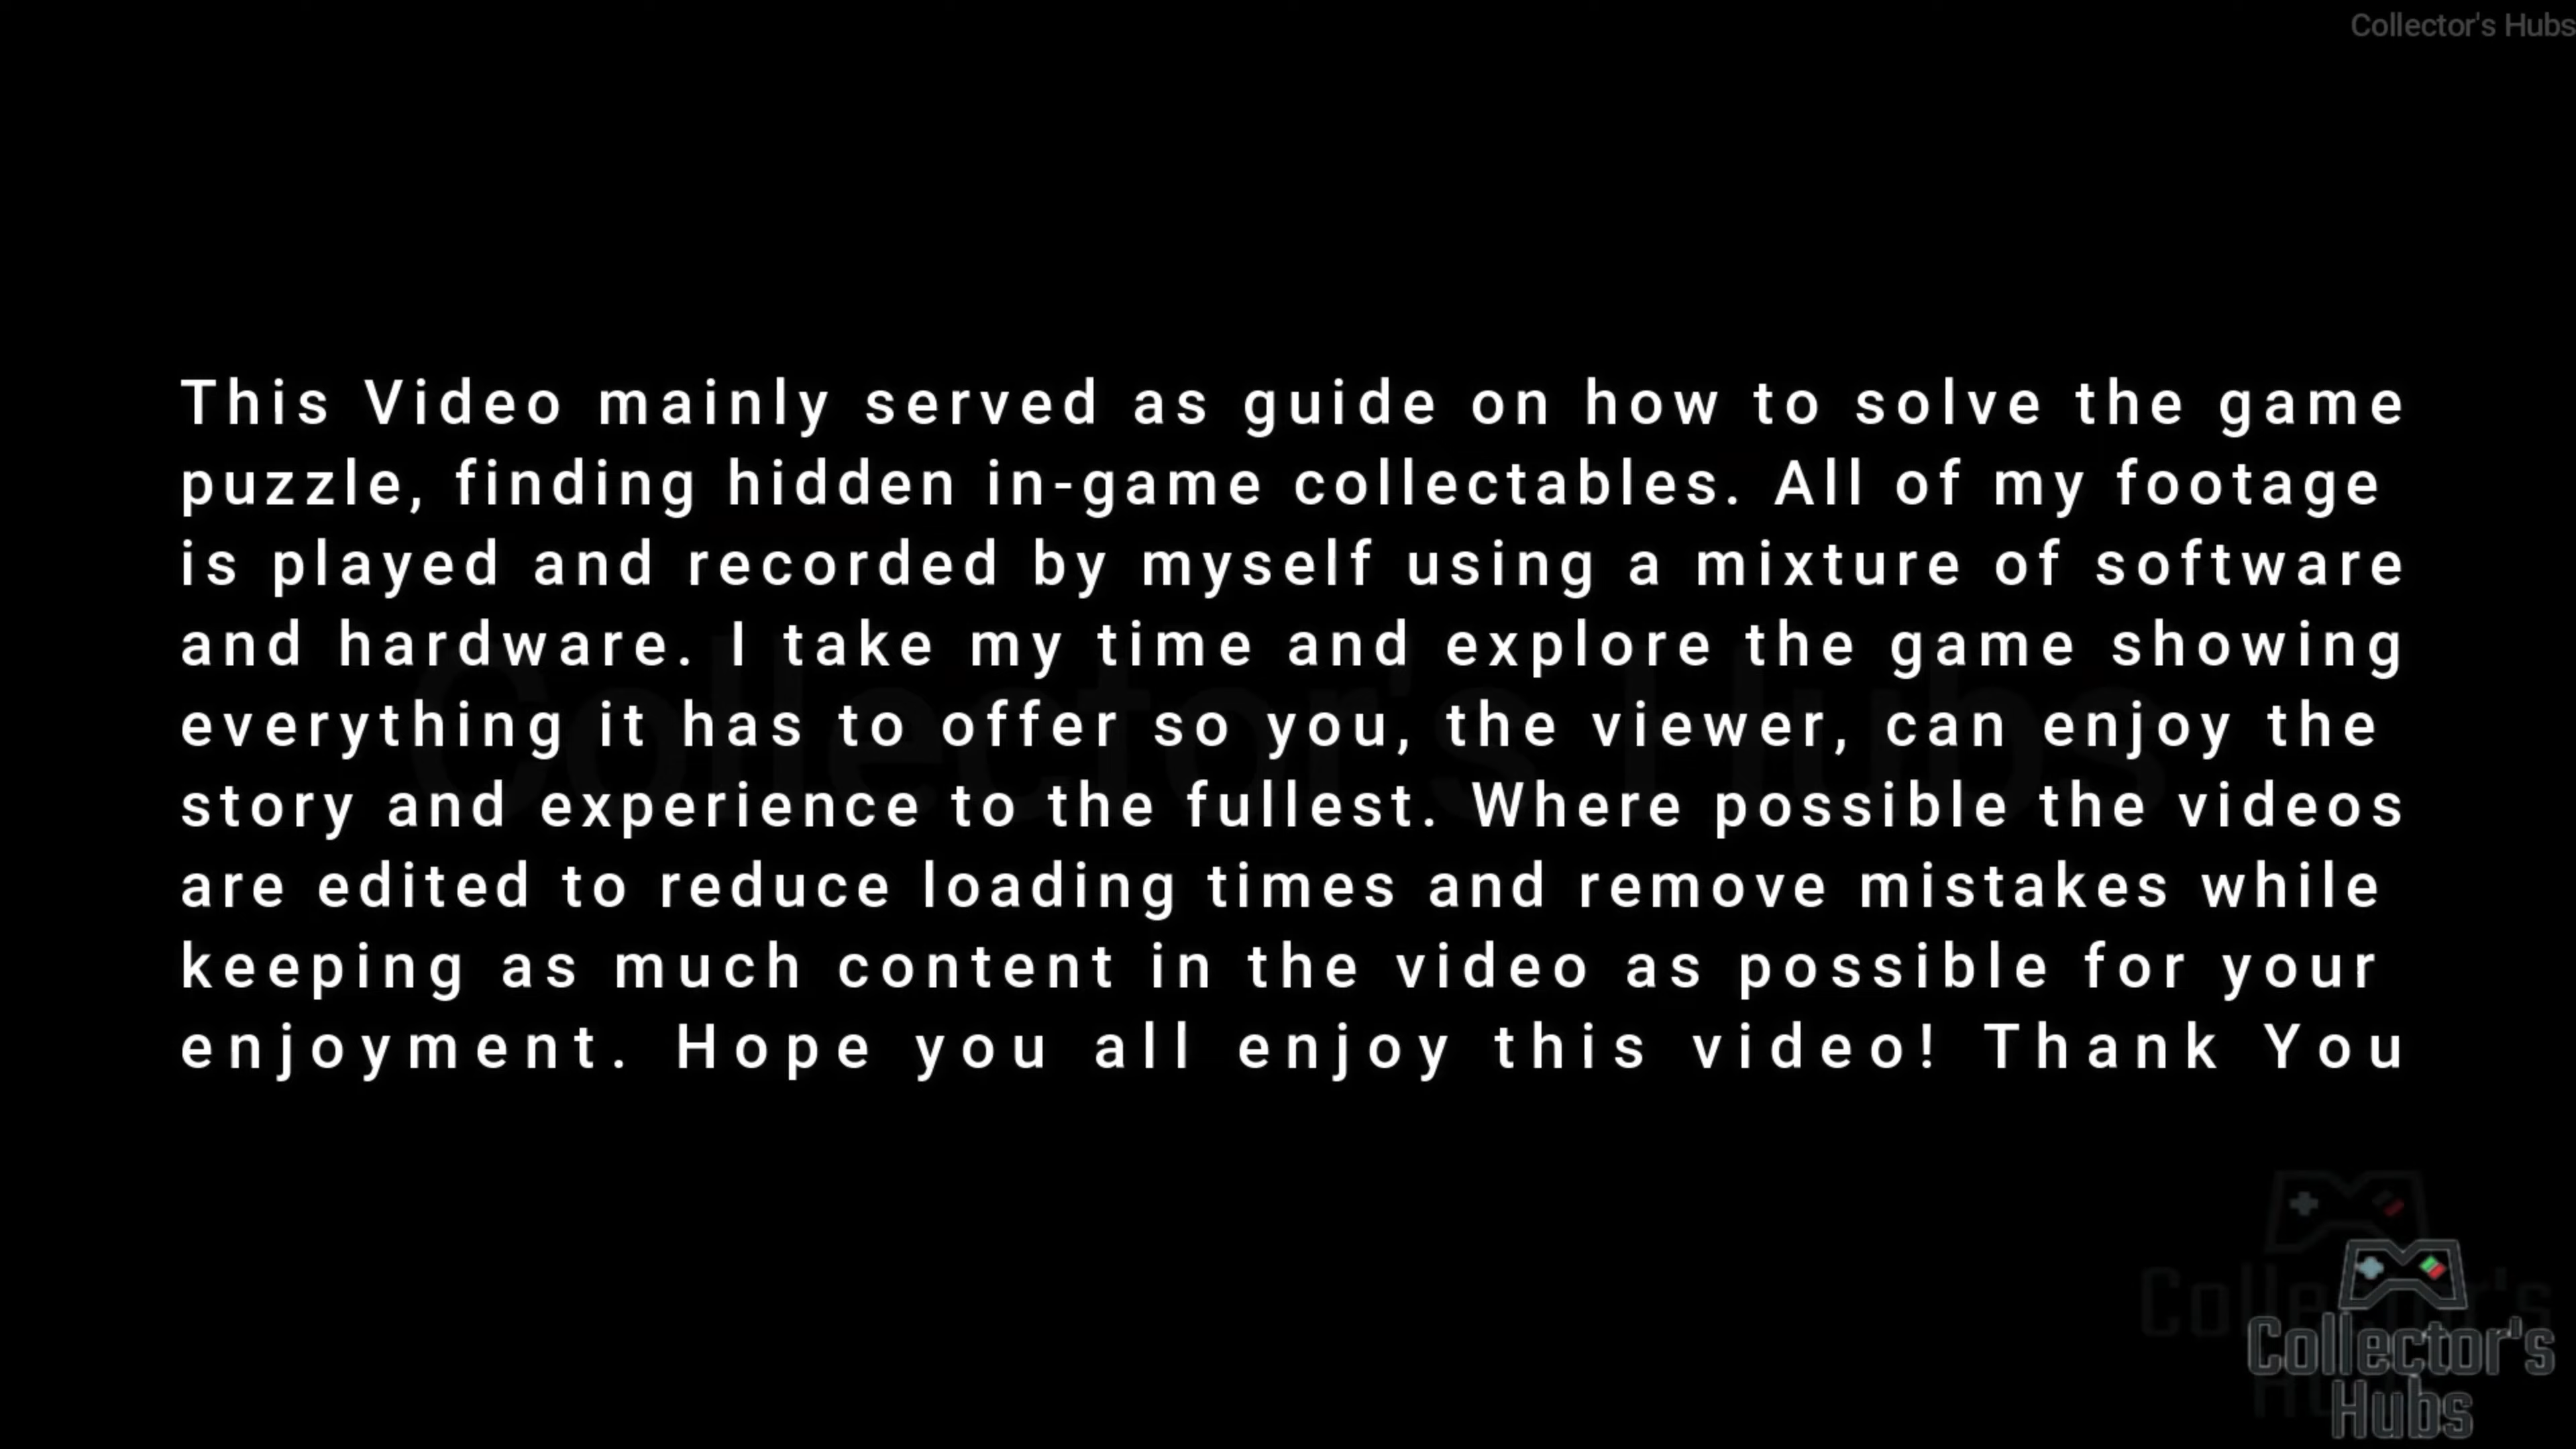 Collector's Hubs
This Video mainly served as guide on how to solve the game
puzzle, finding hidden in-game collectables. All of my footage
is played and recorded by myself using a mixture of software
and hardware. I take my time and explore the game showing
everything it has to offer so you, the viewer, can enjoy the
story and experience to the fullest. Where possible the videos
are edited to reduce loading times and remove mistakes while
keeping as much content in the video as possible for your
enjoyment. Hope you all enjoy this video! Thank You
Collector's Hubs
Collector's
Hubs
Collector's
Hubs